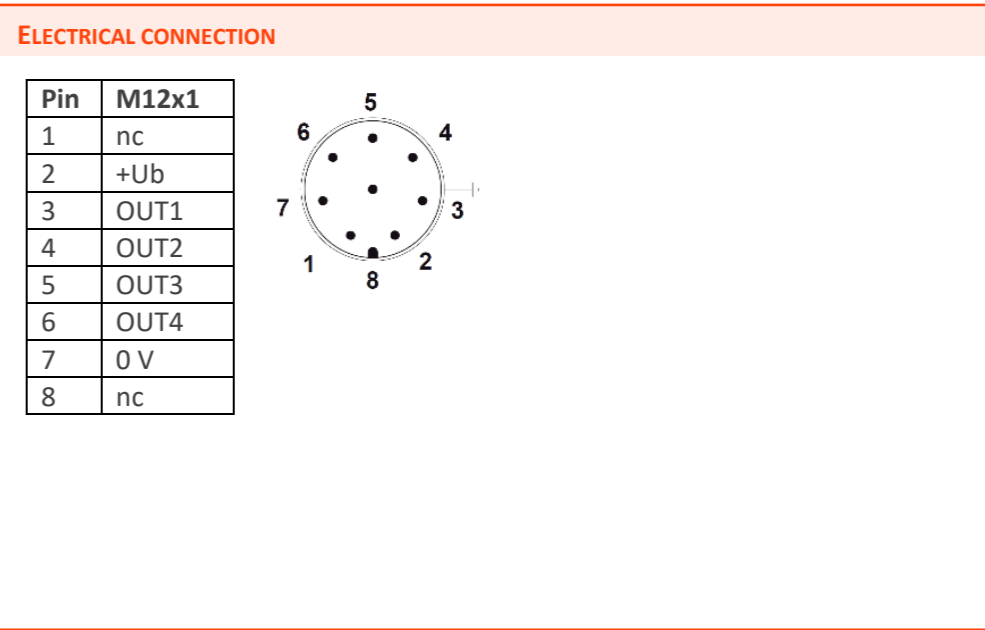 ELECTRICAL CONNECTION
Pin M12x1
1 nc
2 +Ub
3 OUT1
4 OUT2
5 OUT3
6 OUT4
7 0 V
8 nc
5
6 4
7 3
1 2
8